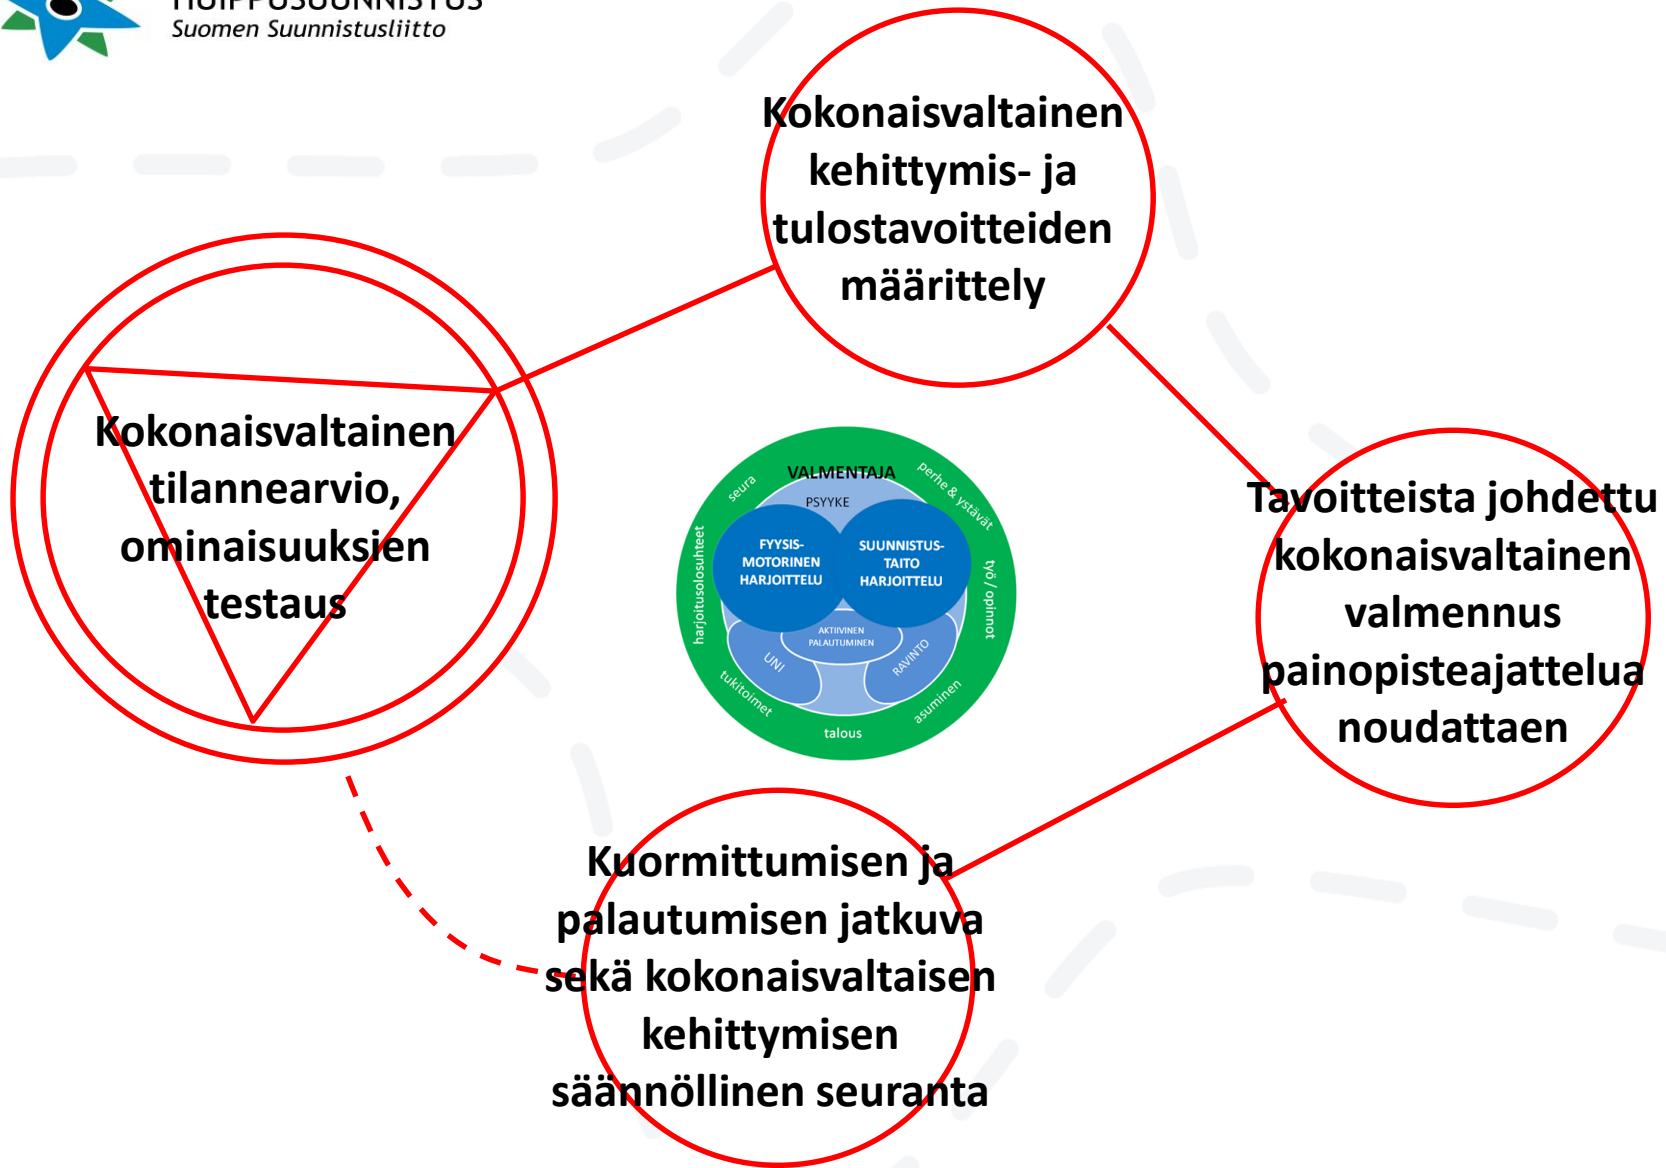 HUIPPUSUUNNISTUS
Suomen Suunnistusliitto
Kokonaisvaltainen
kehittymis- ja
tulostavoitteiden
määrittely
Kokonaisvaltainen
tilannearvio,
ominaisuuksien
testaus
VALMENTAJA
PSYYKE
seura
perhe & ystävät
harjoitusolosuhteet
työ / opinnot
FYYSIS-
MOTORINEN
HARJOITTELU
SUUNNISTUS-
TAITO
HARJOITTELU
AKTIIVINEN
PALAUTUMINEN
UNI
RAVINTO
tukitoimet
asuminen
talous
Tavoitteista johdettu
kokonaisvaltainen
valmennus
painopisteajattelua
noudattaen
Kuormittumisen ja
palautumisen jatkuva
sekä kokonaisvaltaisen
kehittymisen
säännöllinen seuranta